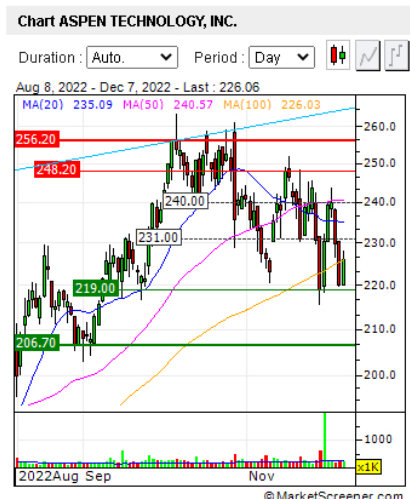 Chart ASPEN TECHNOLOGY, INC.
Duration : Auto. Period : Day
Aug 8, 2022 - Dec 7, 2022 - Last : 226.06
MA(20) 235.09 MA(50) 240.57 MA(100) 226.03
260.0
256.20
250.0
248.20
240.00
240.0
231.00
230.0
219.00
220.0
210.0
206.70
200.0
1000
x1K
2022Aug Sep Nov
© MarketScreener.com